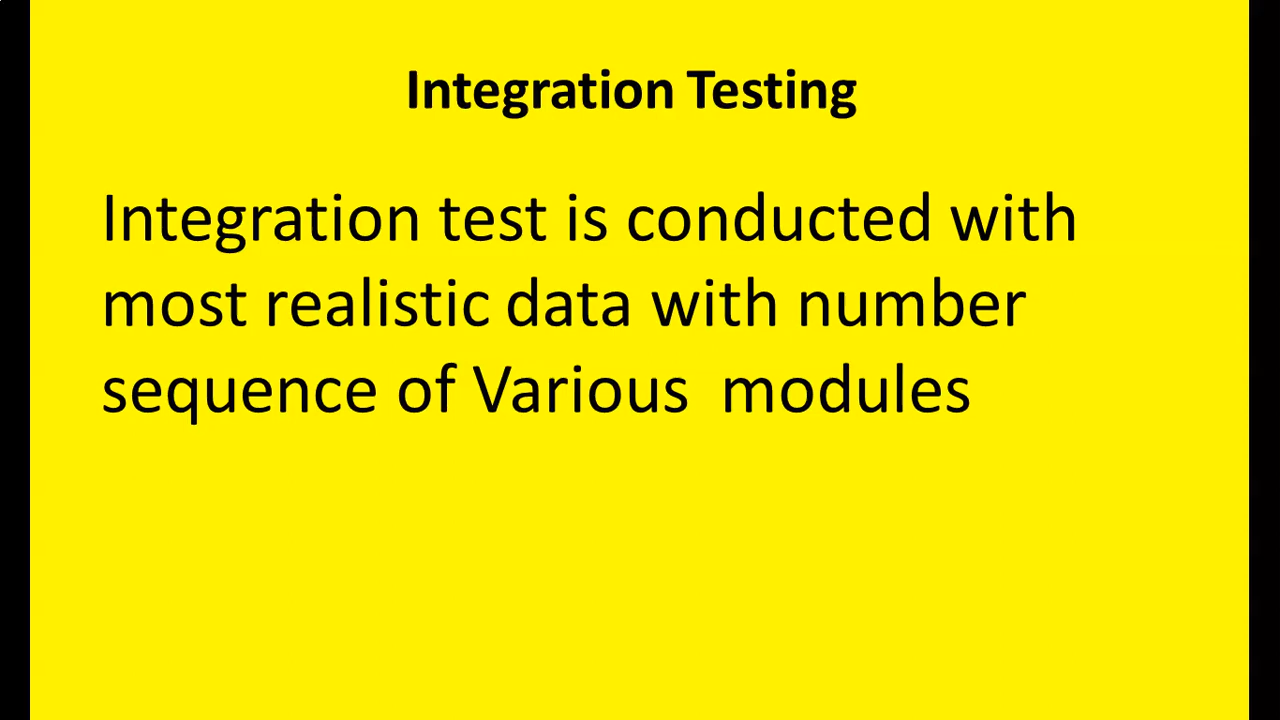 Integration Testing
Integration test is conducted with
most realistic data with number
sequence of Various  modules